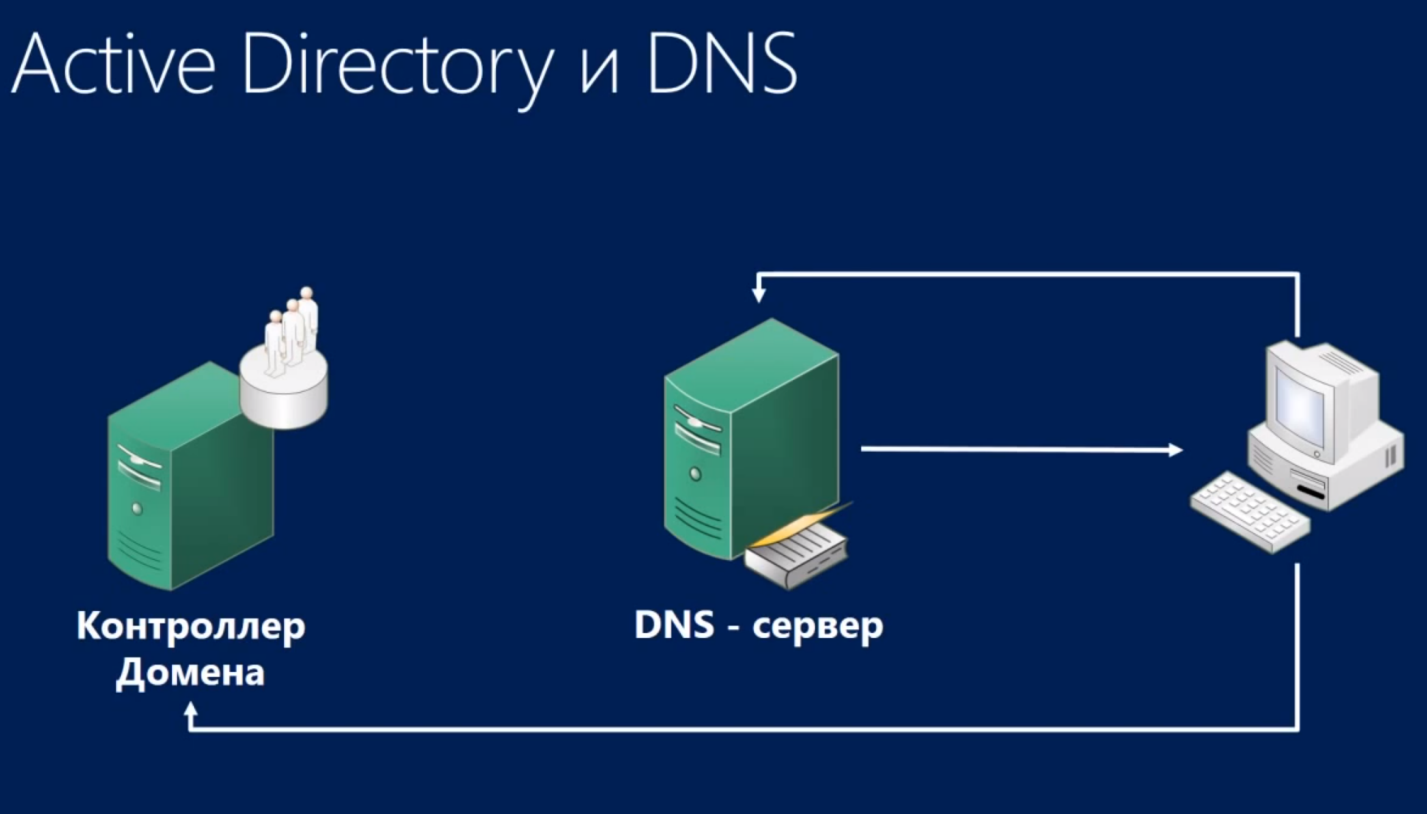 Active Directory и DNS
Контроллер
Домена
DNS - сервер